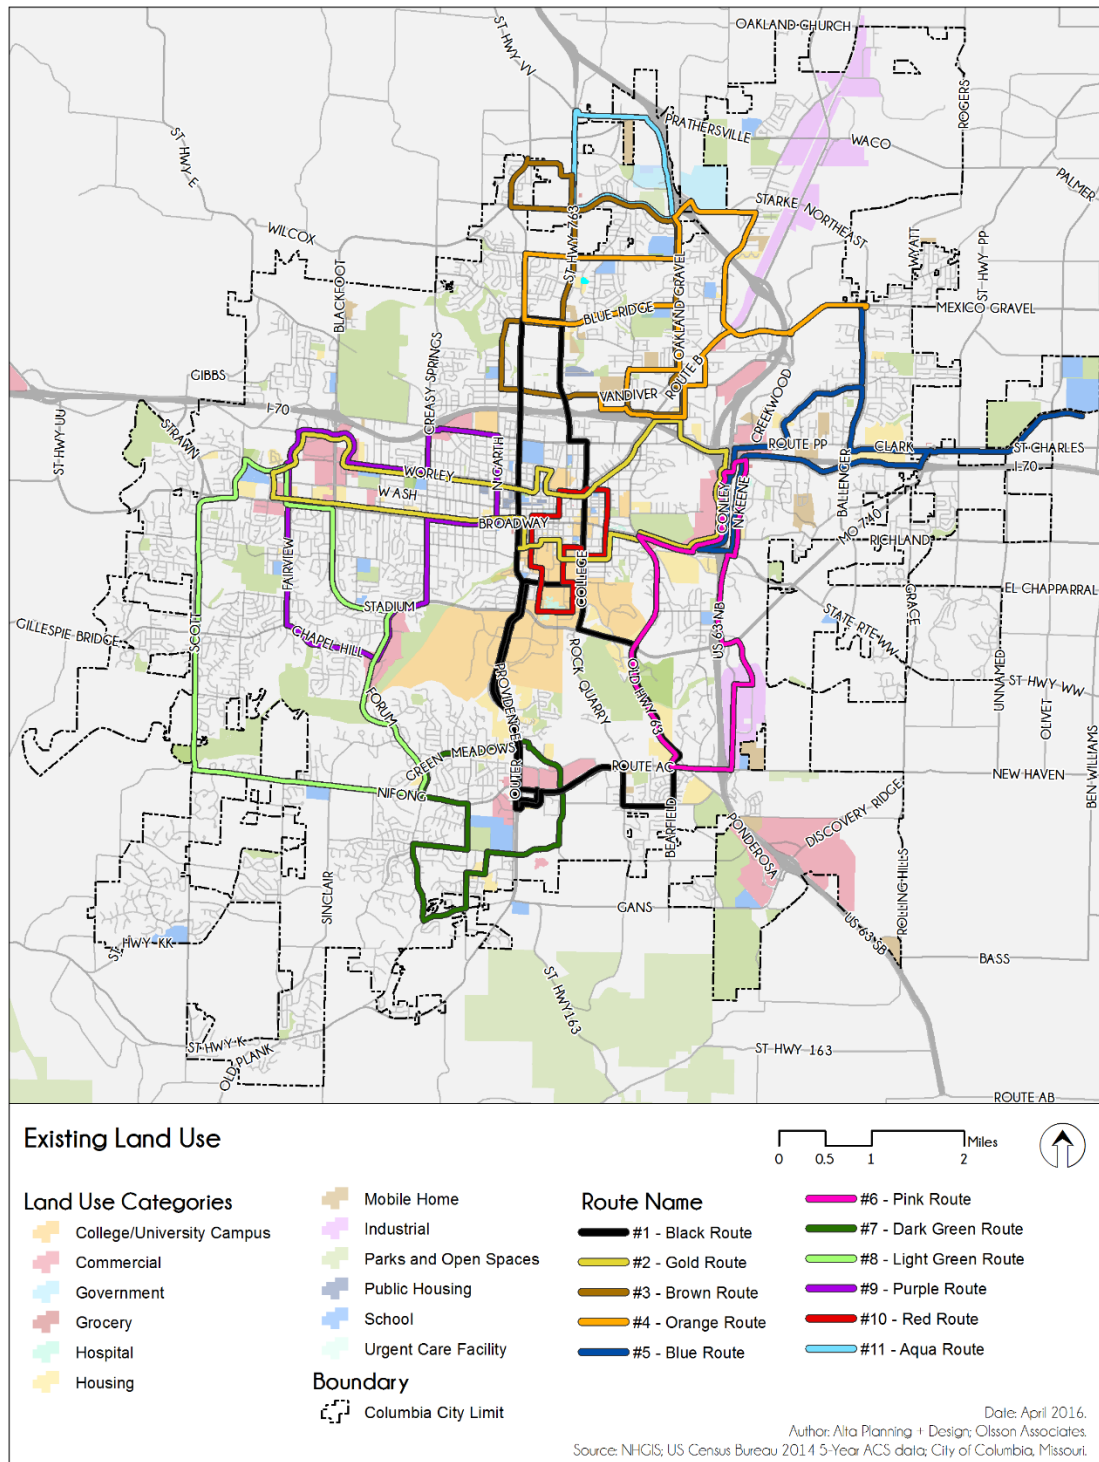 OAKLAND CHURCH
ST HWY VV
ROGERS
PRATHERSVILLE
WACO
ST HWY E
PALMER
STARKE NORTHEAST
WILCOX
ST HWY 763
WYATT
ST HWY PP
BLACKFOOT
OAKLAND GRAVEL
MEXICO GRAVEL
BLUE RIDGE
CREASY SPRINGS
GIBBS
ROUTE B
VANDIVER
I-70
CREEKWOOD
ST HWY UU
STRAWN
ROUTE PP
CLARK
ST CHARLES
I-70
WORLEY
N GARTH
W ASH
CONLEY
N KEENE
BALLENGER
BROADWAY
MO 740
RICHLAND
FAIRVIEW
COLLEGE
EL CHAPPARRAL
STADIUM
GRACE
GILLESPIE BRIDGE
SCOTT
CHAPEL HILL
US 63 NB
STATE RTE WW
ROCK QUARRY
OLD HWY 63
UNNAMED
ST HWY WW
PROVIDENCE
FORUM
OLIVET
GREEN MEADOWS
OUTER
ROUTE AC
NEW HAVEN
BEN WILLIAMS
NIFONG
DISCOVERY RIDGE
BEARFIELD
PONDEROSA
SINCLAIR
ROLLING HILLS
GANS
US 63 SB
ST HWY KK
BASS
ST HWY 163
ST HWY K
OLD PLANK
ST HWY 163
ROUTE AB
Existing Land Use
Miles
0 0.5 1 2
Land Use Categories
College/University Campus
Commercial
Government
Grocery
Hospital
Housing
Mobile Home
Industrial
Parks and Open Spaces
Public Housing
School
Urgent Care Facility
Boundary
Columbia City Limit
Route Name
#1 - Black Route
#2 - Gold Route
#3 - Brown Route
#4 - Orange Route
#5 - Blue Route
#6 - Pink Route
#7 - Dark Green Route
#8 - Light Green Route
#9 - Purple Route
#10 - Red Route
#11 - Aqua Route
Date: April 2016.
Author: Alta Planning + Design; Olsson Associates.
Source: NHGIS; US Census Bureau 2014 5-Year ACS data; City of Columbia, Missouri.